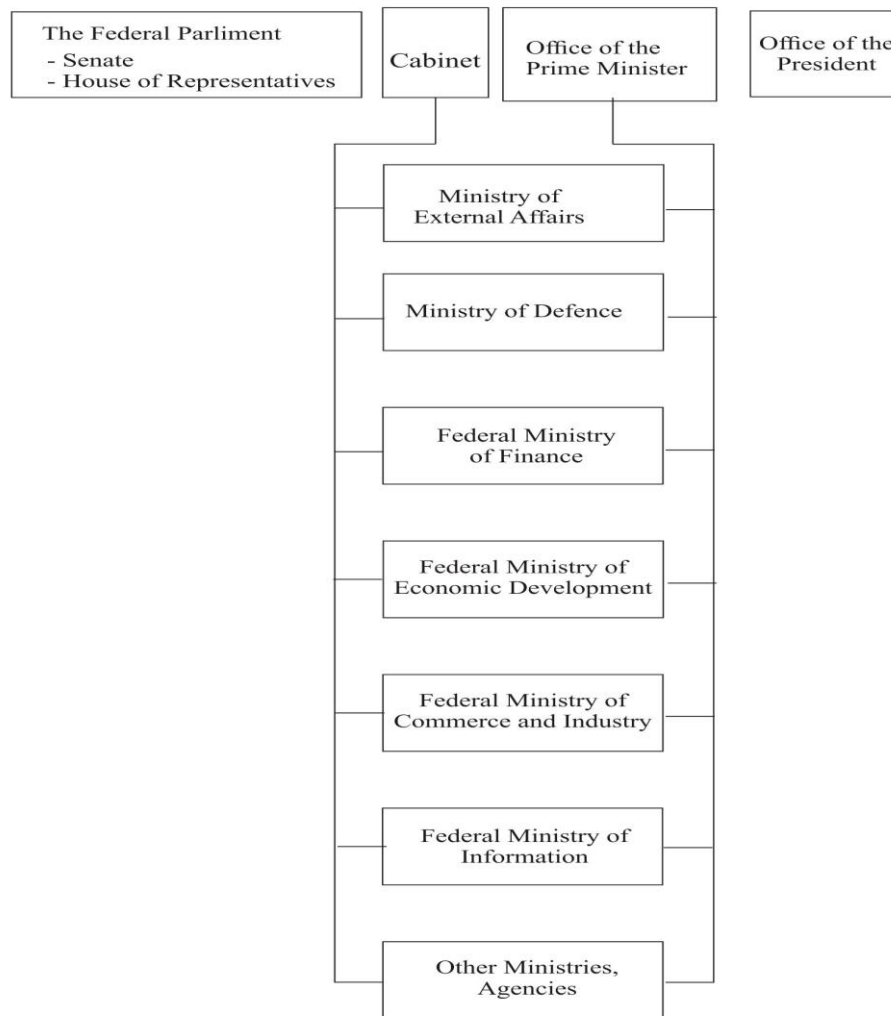 The Federal Parliment
- Senate
- House of Representatives
Cabinet
Office of the
Prime Minister
Office of the
President
Ministry of
External Affairs
Ministry of Defence
Federal Ministry
of Finance
Federal Ministry of
Economic Development
Federal Ministry of
Commerce and Industry
Federal Ministry of
Information
Other Ministries,
Agencies